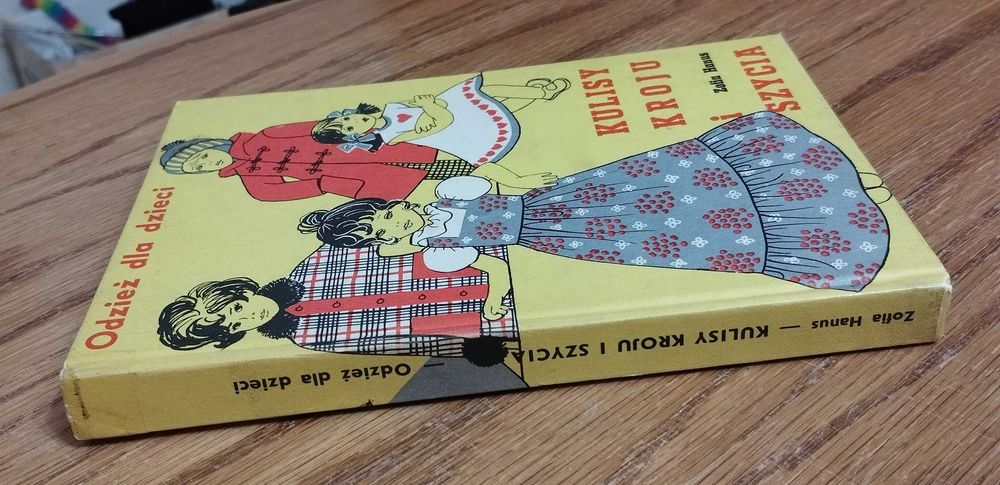 Zofia Hanus
KULISY
KROJU
i
SZYCIA
Odzież dla dzieci
Zofia Hanus — KULISY KROJU I SZYCIA — Odzież dla dzieci